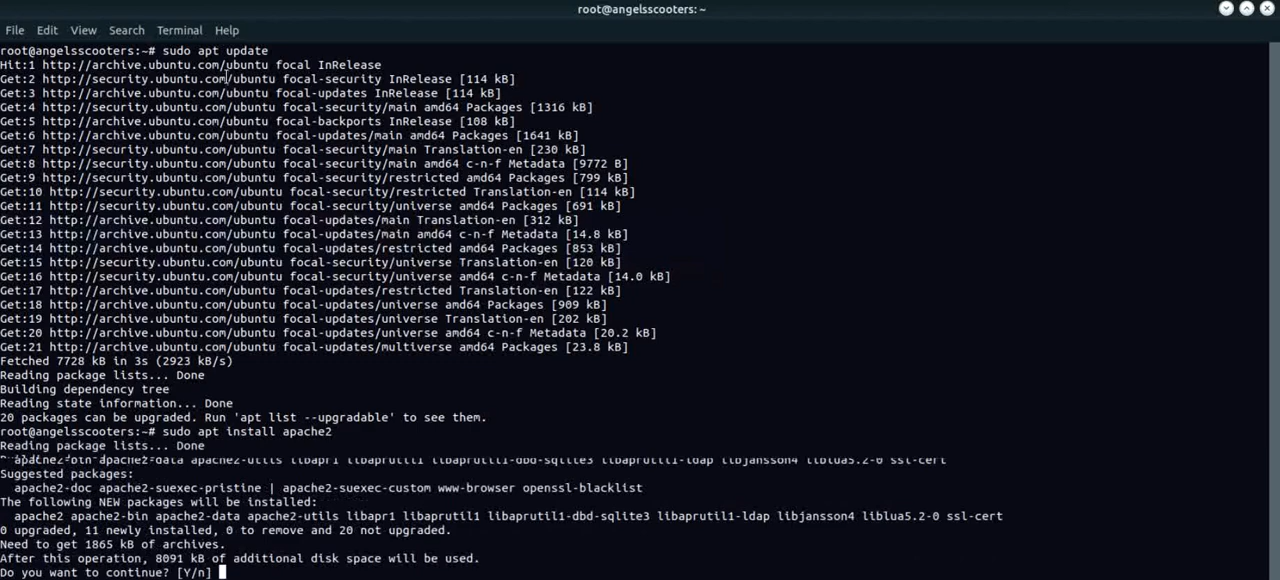 root@angelsscooters: ~
File Edit View Search Terminal Help
root@angelsscooters:~# sudo apt update
Hit:1 http://archive.ubuntu.com/ubuntu focal InRelease
Get:2 http://security.ubuntu.com/ubuntu focal-security InRelease [114 kB]
Get:3 http://archive.ubuntu.com/ubuntu focal-updates InRelease [114 kB]
Get:4 http://security.ubuntu.com/ubuntu focal-security/main amd64 Packages [1316 kB]
Get:5 http://archive.ubuntu.com/ubuntu focal-backports InRelease [108 kB]
Get:6 http://archive.ubuntu.com/ubuntu focal-updates/main amd64 Packages [1641 kB]
Get:7 http://security.ubuntu.com/ubuntu focal-security/main Translation-en [230 kB]
Get:8 http://security.ubuntu.com/ubuntu focal-security/main amd64 c-n-f Metadata [9772 B]
Get:9 http://security.ubuntu.com/ubuntu focal-security/restricted amd64 Packages [799 kB]
Get:10 http://security.ubuntu.com/ubuntu focal-security/restricted Translation-en [114 kB]
Get:11 http://security.ubuntu.com/ubuntu focal-security/universe amd64 Packages [691 kB]
Get:12 http://archive.ubuntu.com/ubuntu focal-updates/main Translation-en [312 kB]
Get:13 http://archive.ubuntu.com/ubuntu focal-updates/main amd64 c-n-f Metadata [14.8 kB]
Get:14 http://archive.ubuntu.com/ubuntu focal-updates/restricted amd64 Packages [853 kB]
Get:15 http://security.ubuntu.com/ubuntu focal-security/universe Translation-en [120 kB]
Get:16 http://security.ubuntu.com/ubuntu focal-security/universe amd64 c-n-f Metadata [14.0 kB]
Get:17 http://archive.ubuntu.com/ubuntu focal-updates/restricted Translation-en [122 kB]
Get:18 http://archive.ubuntu.com/ubuntu focal-updates/universe amd64 Packages [909 kB]
Get:19 http://archive.ubuntu.com/ubuntu focal-updates/universe Translation-en [202 kB]
Get:20 http://archive.ubuntu.com/ubuntu focal-updates/universe amd64 c-n-f Metadata [20.2 kB]
Get:21 http://archive.ubuntu.com/ubuntu focal-updates/multiverse amd64 Packages [23.8 kB]
Fetched 7728 kB in 3s (2923 kB/s)
Reading package lists... Done
Building dependency tree
Reading state information... Done
20 packages can be upgraded. Run 'apt list --upgradable' to see them.
root@angelsscooters:~# sudo apt install apache2
Reading package lists... Done
apache2-bin apache2-data apache2-utils libapr1 libaprutil1 libaprutil1-dbd-sqlite3 libaprutil1-ldap libjansson4 liblua5.2-0 ssl-cert
Suggested packages:
apache2-doc apache2-suexec-pristine | apache2-suexec-custom www-browser openssl-blacklist
The following NEW packages will be installed:
apache2 apache2-bin apache2-data apache2-utils libapr1 libaprutil1 libaprutil1-dbd-sqlite3 libaprutil1-ldap libjansson4 liblua5.2-0 ssl-cert
0 upgraded, 11 newly installed, 0 to remove and 20 not upgraded.
Need to get 1865 kB of archives.
After this operation, 8091 kB of additional disk space will be used.
Do you want to continue? [Y/n]